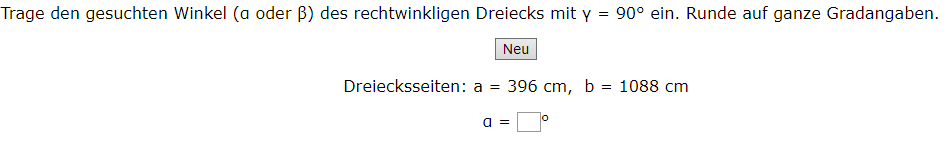 Trage den gesuchten Winkel (α oder β) des rechtwinkligen Dreiecks mit γ = 90° ein. Runde auf ganze Gradangaben.
Neu
Dreiecksseiten: a = 396 cm, b = 1088 cm
α = °